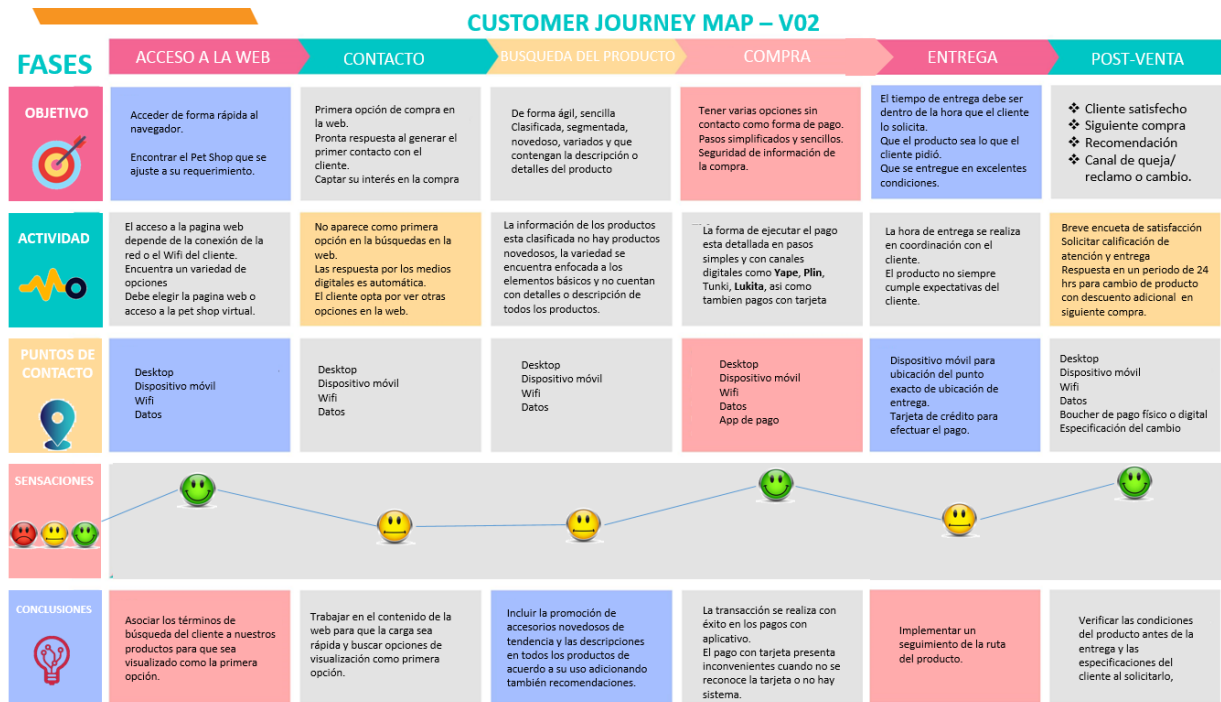 CUSTOMER JOURNEY MAP – V02
FASES
ACCESO A LA WEB
CONTACTO
BUSQUEDA DEL PRODUCTO
COMPRA
ENTREGA
POST-VENTA
OBJETIVO
Acceder de forma rápida al
navegador.
Encontrar el Pet Shop que se
ajuste a su requerimiento.
Primera opción de compra en
la web.
Pronta respuesta al generar el
primer contacto con el
cliente.
Captar su interés en la compra
De forma ágil, sencilla
Clasificada, segmentada,
novedoso, variados y que
contengan la descripción o
detalles del producto
Tener varias opciones sin
contacto como forma de pago.
Pasos simplificados y sencillos.
Seguridad de información de
la compra.
El tiempo de entrega debe ser
dentro de la hora que el cliente
lo solicita.
Que el producto sea lo que el
cliente pidió.
Que se entregue en excelentes
condiciones.
❖ Cliente satisfecho
❖ Siguiente compra
❖ Recomendación
❖ Canal de queja/
reclamo o cambio.
ACTIVIDAD
El acceso a la pagina web
depende de la conexión de la
red o el Wifi del cliente.
Encuentra un variedad de
opciones
Debe elegir la pagina web o
acceso a la pet shop virtual.
No aparece como primera
opción en la búsquedas en la
web.
Las respuesta por los medios
digitales es automática.
El cliente opta por ver otras
opciones en la web.
La información de los productos
esta clasificada no hay productos
novedosos, la variedad se
encuentra enfocada a los
elementos básicos y no cuentan
con detalles o descripción de
todos los productos.
La forma de ejecutar el pago
esta detallada en pasos
simples y con canales
digitales como Yape, Plin,
Tunki, Lukita, asi como
tambien pagos con tarjeta
La hora de entrega se realiza
en coordinación con el
cliente.
El producto no siempre
cumple expectativas del
cliente.
Breve encueta de satisfacción
Solicitar calificación de
atención y entrega
Respuesta en un periodo de 24
hrs para cambio de producto
con descuento adicional en
siguiente compra.
PUNTOS DE
CONTACTO
Desktop
Dispositivo móvil
Wifi
Datos
Desktop
Dispositivo móvil
Wifi
Datos
Desktop
Dispositivo móvil
Wifi
Datos
Desktop
Dispositivo móvil
Wifi
Datos
App de pago
Dispositivo móvil para
ubicación del punto
exacto de ubicación de
entrega.
Tarjeta de crédito para
efectuar el pago.
Desktop
Dispositivo móvil
Wifi
Datos
Boucher de pago físico o digital
Especificación del cambio
SENSACIONES
CONCLUSIONES
Asociar los términos de
búsqueda del cliente a nuestros
productos para que sea
visualizado como la primera
opción.
Trabajar en el contenido de la
web para que la carga sea
rápida y buscar opciones de
visualización como primera
opción.
Incluir la promoción de
accesorios novedosos de
tendencia y las descripciones
en todos los productos de
acuerdo a su uso adicionando
también recomendaciones.
La transacción se realiza con
éxito en los pagos con
aplicativo.
El pago con tarjeta presenta
inconvenientes cuando no se
reconoce la tarjeta o no hay
sistema.
Implementar un
seguimiento de la ruta
del producto.
Verificar las condiciones
del producto antes de la
entrega y las
especificaciones del
cliente al solicitarlo,